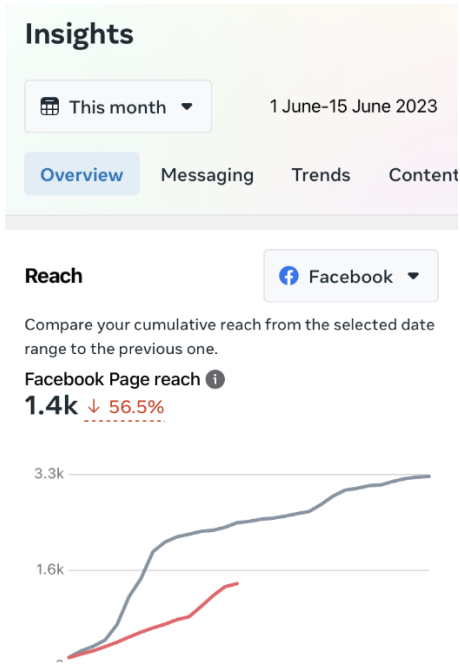 Insights
This month
1 June-15 June 2023
Overview
Messaging
Trends
Content
Reach
Facebook
Compare your cumulative reach from the selected date
range to the previous one.
Facebook Page reach
1.4k ↓ 56.5%
3.3k
1.6k